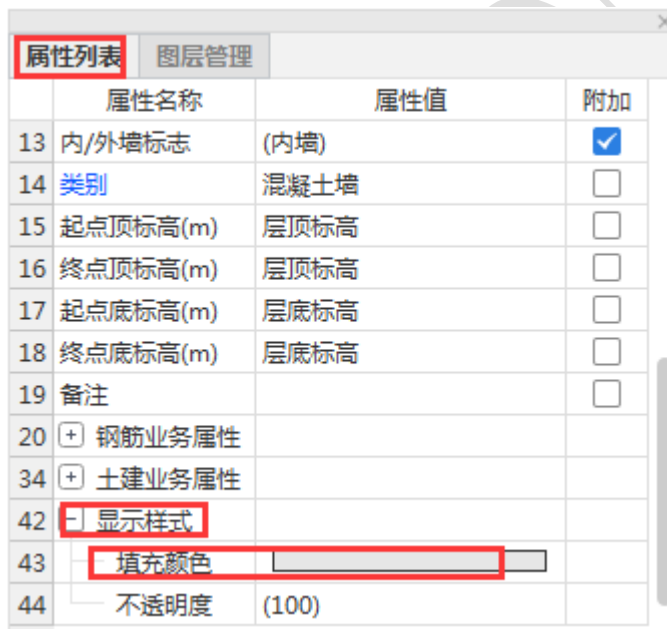 属性列表 图层管理
属性名称 属性值 附加
13 内/外墙标志 (内墙)
14 类别 混凝土墙
15 起点顶标高(m) 层顶标高
16 终点顶标高(m) 层顶标高
17 起点底标高(m) 层底标高
18 终点底标高(m) 层底标高
19 备注
20 + 钢筋业务属性
34 + 土建业务属性
42 显示样式
43 填充颜色
44 不透明度 (100)